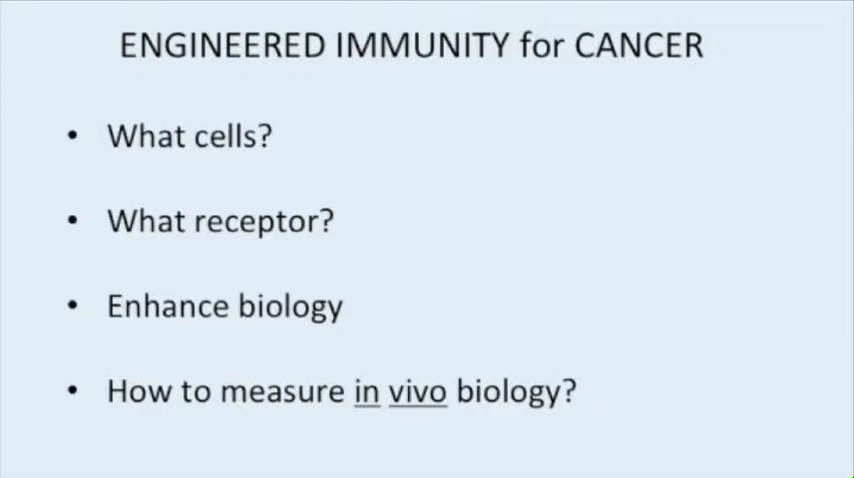 ENGINEERED IMMUNITY for CANCER
• What cells?
• What receptor?
• Enhance biology
• How to measure in vivo biology?